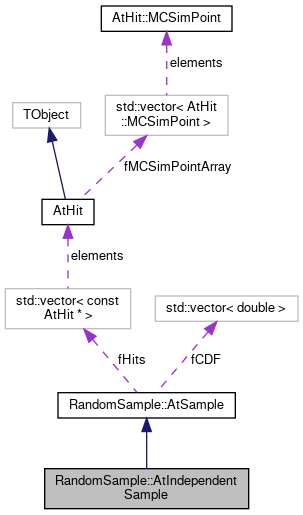 AtHit::MCSimPoint
elements
TObject
std::vector< AtHit
::MCSimPoint >
fMCSimPointArray
AtHit
elements
std::vector< const
AtHit * >
std::vector< double >
fHits
fCDF
RandomSample::AtSample
RandomSample::AtIndependent
Sample